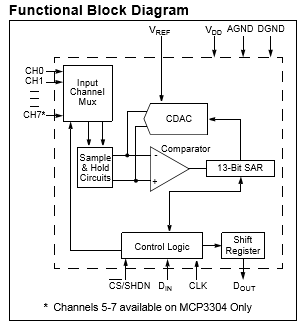 Functional Block Diagram
VREF
VDD AGND DGND
CH0
CH1
CH7*
Input
Channel
Mux
CDAC
Comparator
Sample
& Hold
Circuits
-
+
13-Bit SAR
Control Logic
Shift
Register
CS/SHDN DIN CLK DOUT
* Channels 5-7 available on MCP3304 Only